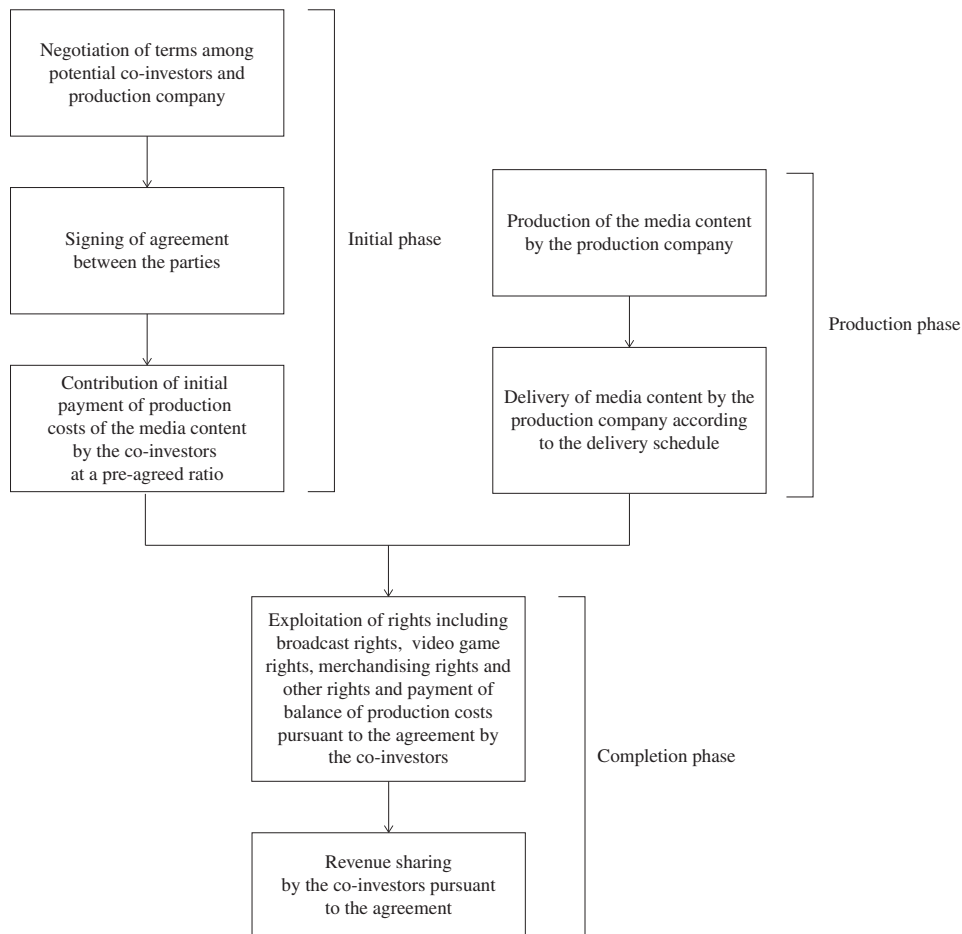 Negotiation of terms among
potential co-investors and
production company
Signing of agreement
between the parties
Contribution of initial
payment of production
costs of the media content
by the co-investors
at a pre-agreed ratio
Initial phase
Production of the media content
by the production company
Delivery of media content by the
production company according
to the delivery schedule
Production phase
Exploitation of rights including
broadcast rights, video game
rights, merchandising rights and
other rights and payment of
balance of production costs
pursuant to the agreement by
the co-investors
Revenue sharing
by the co-investors pursuant
to the agreement
Completion phase